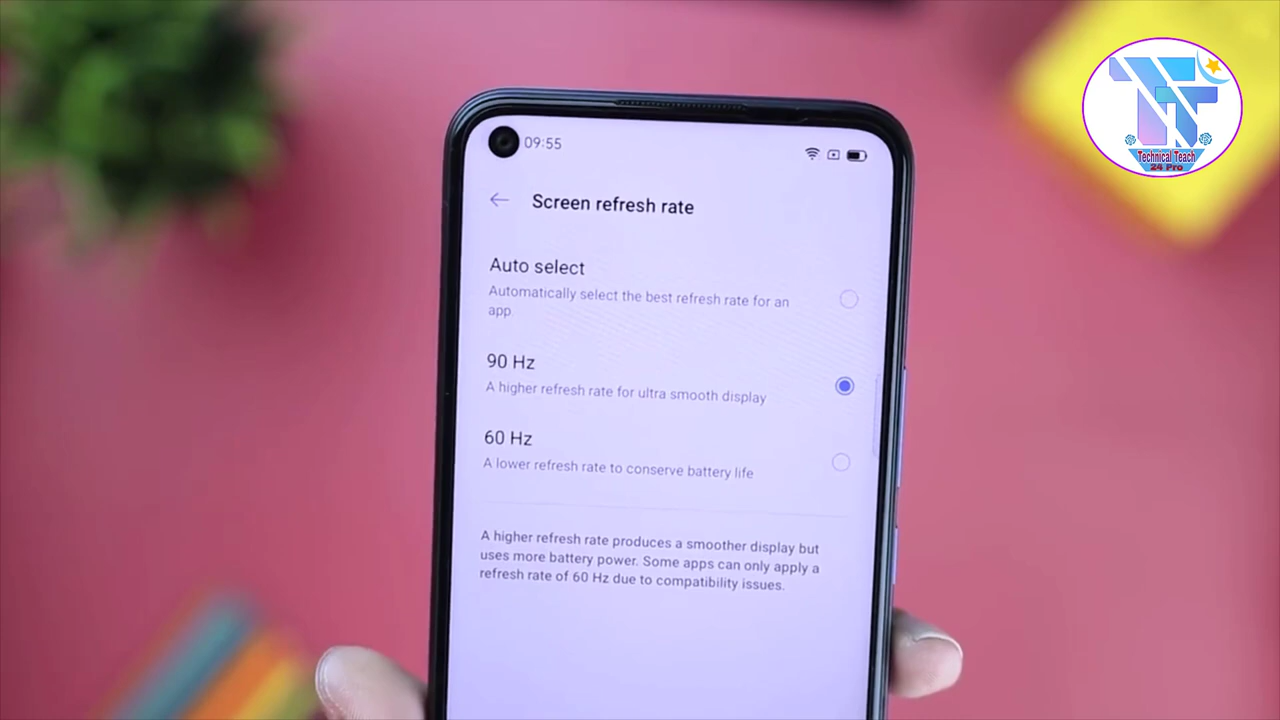 09:55
Screen refresh rate
Auto select
Automatically select the best refresh rate for an
app.
90 Hz
A higher refresh rate for ultra smooth display
60 Hz
A lower refresh rate to conserve battery life
A higher refresh rate produces a smoother display but
uses more battery power. Some apps can only apply a
refresh rate of 60 Hz due to compatibility issues.
TT
Technical Teach
24 Pro